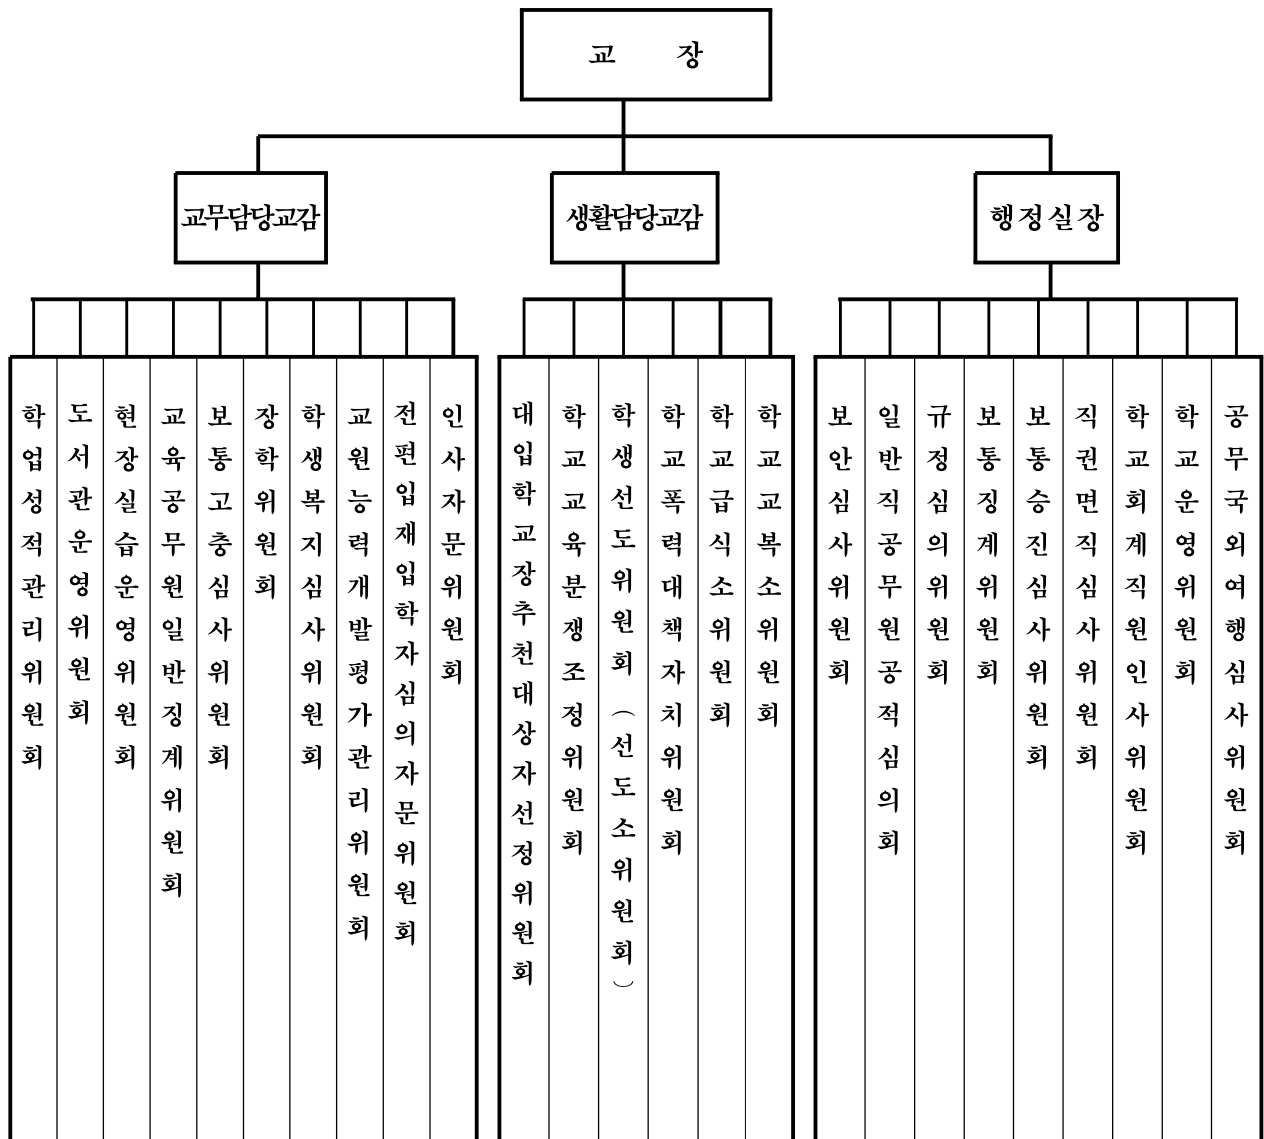 교 장
교무담당교감
생활담당교감
행정실장
학업성적관리위원회
도서관운영위원회
현장실습운영위원회
교육공무원일반징계위원회
보통고충심사위원회
장학위원회
학생복지심사위원회
교원능력개발평가관리위원회
전편입재입학자심의자문위원회
인사자문위원회
대입학교장추천대상자선정위원회
학교교육분쟁조정위원회
학생선도위원회(선도소위원회)
학교폭력대책자치위원회
학교급식소위원회
학교교복소위원회
보안심사위원회
일반직공무원공적심의회
규정심의위원회
보통징계위원회
보통승진심사위원회
직권면직심사위원회
학교회계직원인사위원회
학교운영위원회
공무국외여행심사위원회